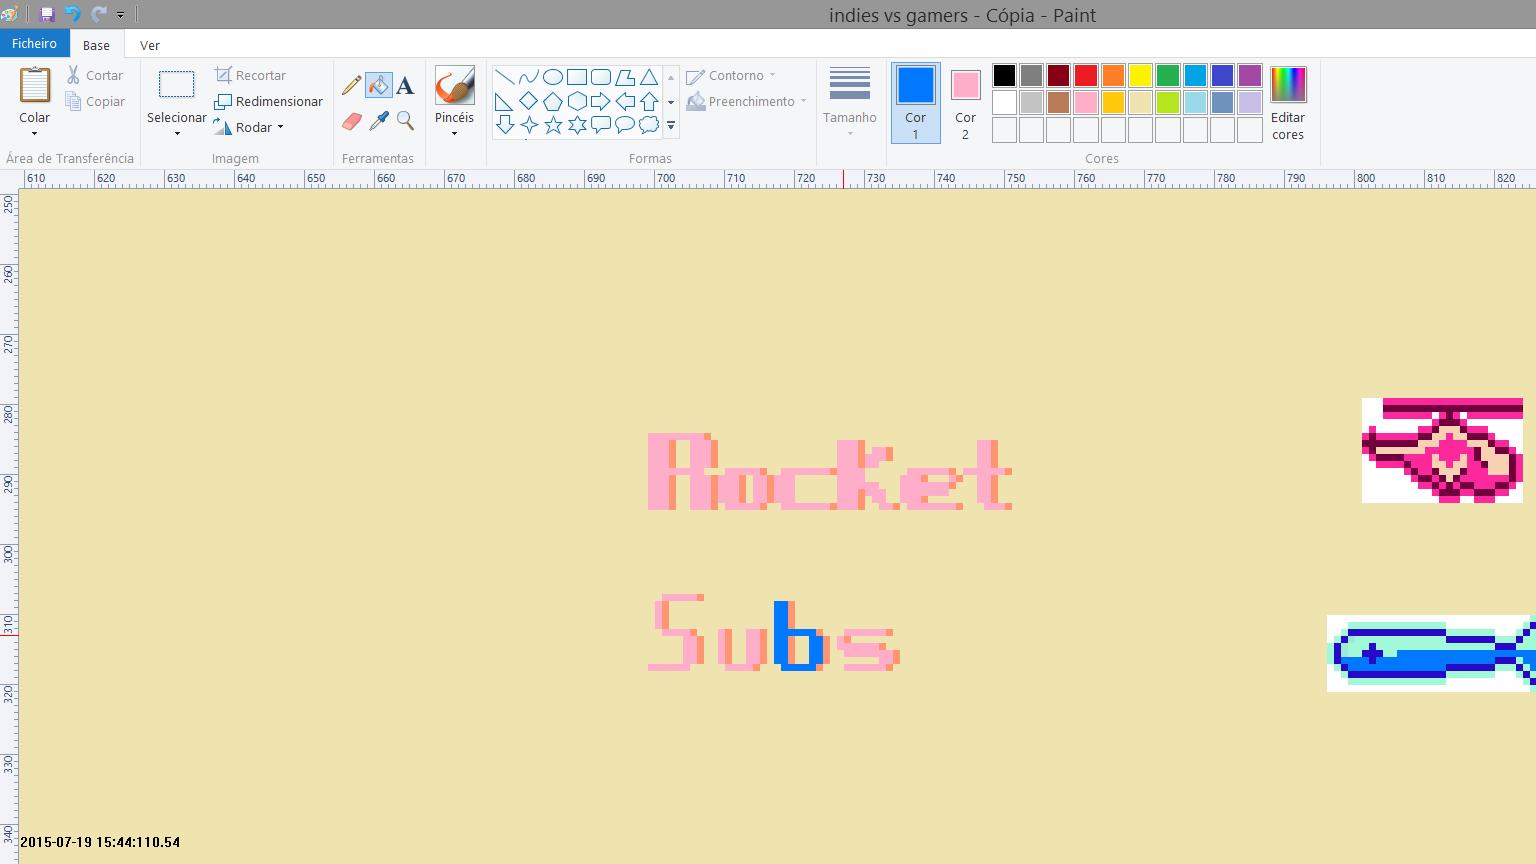 indies vs gamers - Cópia - Paint
Ficheiro Base Ver
Colar
Cortar
Copiar
Área de Transferência
Selecionar
Recortar
Redimensionar
Rodar
Imagem
A
Ferramentas
Pincéis
Contorno
Preenchimento
Formas
Tamanho
Cor 1
Cor 2
Editar cores
Cores
610 620 630 640 650 660 670 680 690 700 710 720 730 740 750 760 770 780 790 800 810 820
250
260
270
280
290
300
310
320
330
340
Rocket
Subs
2015-07-19 15:44:110.54